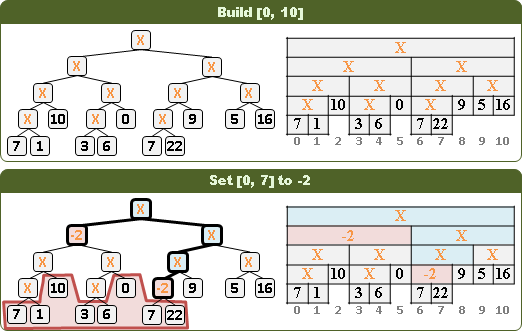 Build [0, 10]
X
X X
X X X X
X 10 X 0 X 9 5 16
7 1 3 6 7 22
X
X X
X X X X
X 10 X 0 X 9 5 16
7 1 3 6 7 22
0 1 2 3 4 5 6 7 8 9 10
Set [0, 7] to -2
X
-2 X
X X X X
X 10 X 0 -2 9 5 16
7 1 3 6 7 22
X
-2 X
X X X X
X 10 X 0 -2 9 5 16
7 1 3 6 7 22
0 1 2 3 4 5 6 7 8 9 10